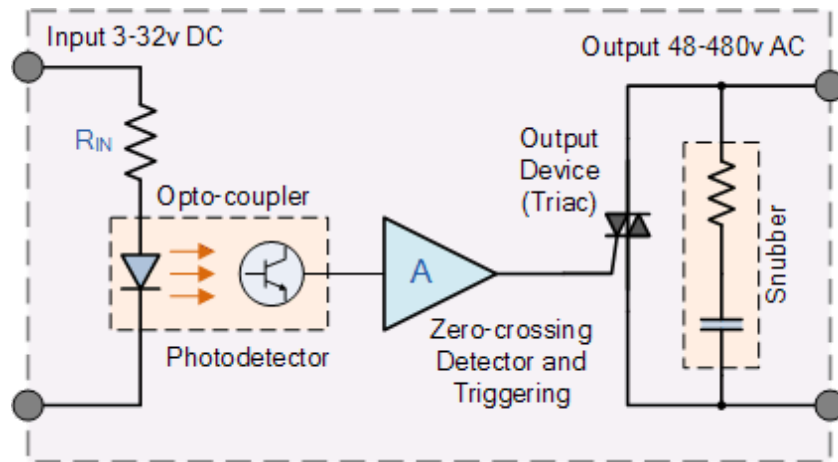 Input 3-32v DC
Output 48-480v AC
RIN
Opto-coupler
Output
Device
(Triac)
A
Snubber
Photodetector
Zero-crossing
Detector and
Triggering